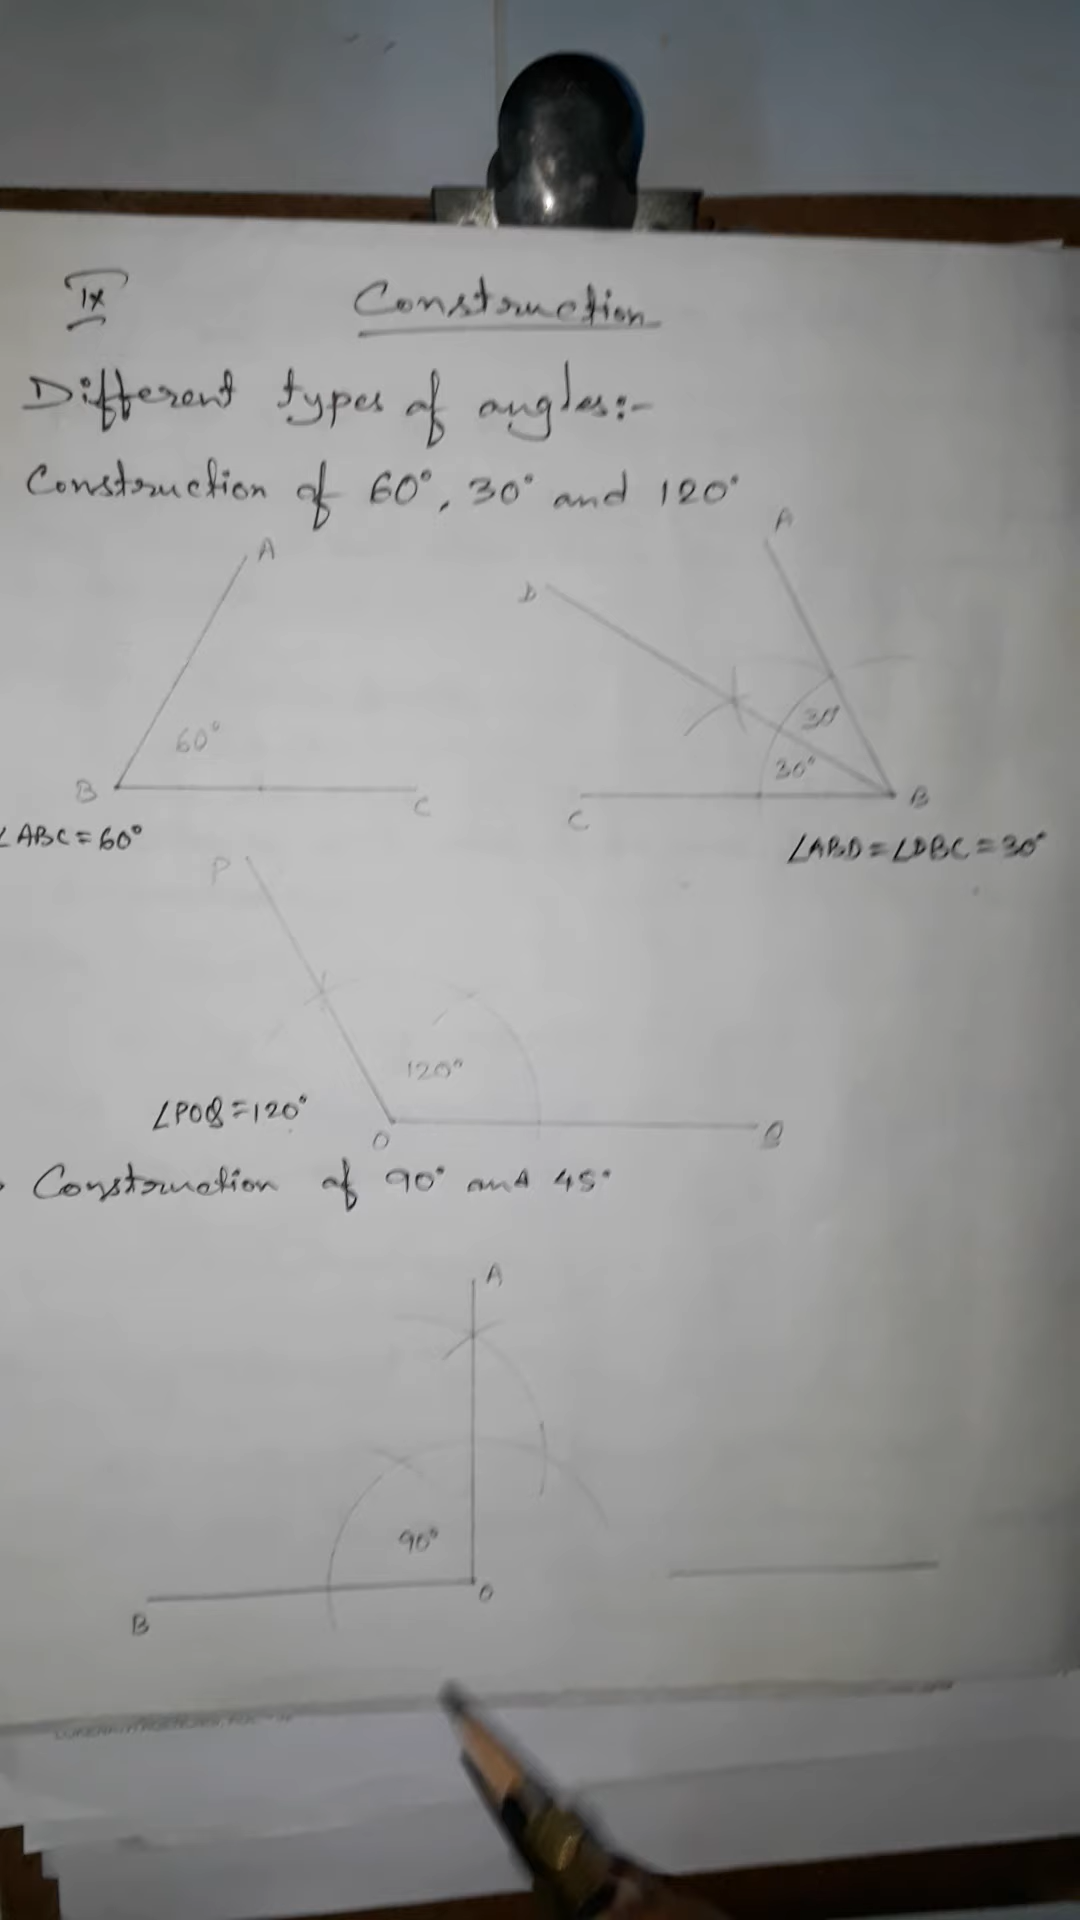 IX
Construction
Different types of angles:-
Construction of 60°, 30° and 120°
A
60°
B
C
∠ABC = 60°
A
D
30°
30°
C
B
∠ABD = ∠DBC = 30°
P
120°
∠POQ = 120°
O
Q
Construction of 90° and 45°
A
90°
B
O